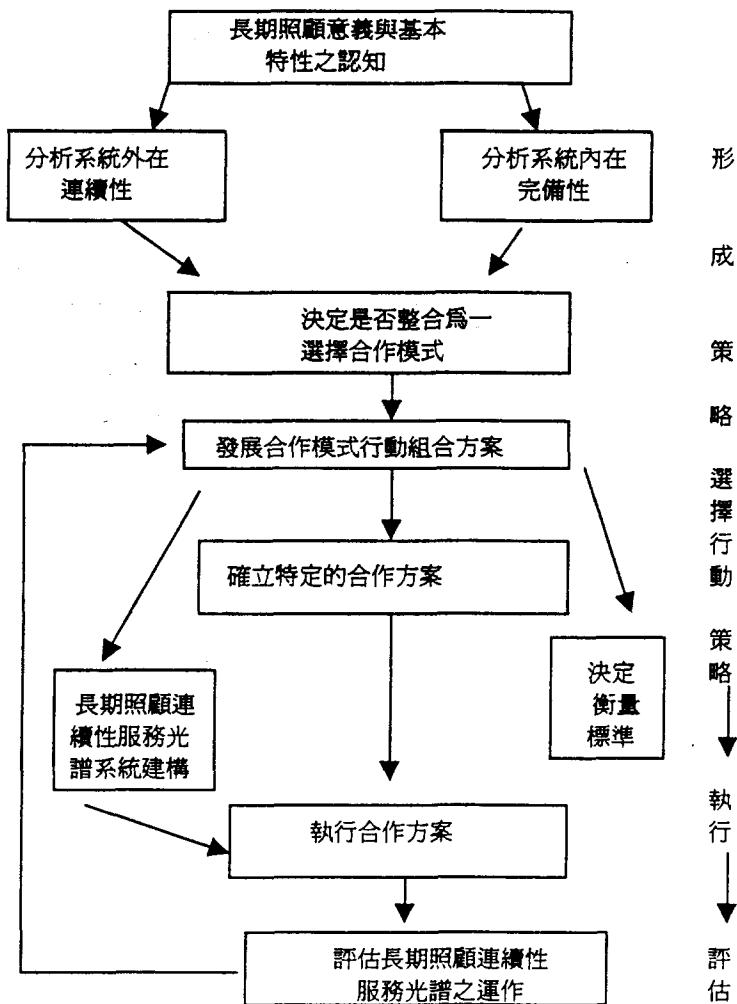 長期照顧意義與基本
特性之認知
分析系統外在
連續性
分析系統內在
完備性
決定是否整合爲一
選擇合作模式
發展合作模式行動組合方案
確立特定的合作方案
長期照顧連
續性服務光
譜系統建構
決定
衡量
標準
執行合作方案
評估長期照顧連續性
服務光譜之運作
形
成
策
略
選
擇
行
動
策
略
執
行
評
估